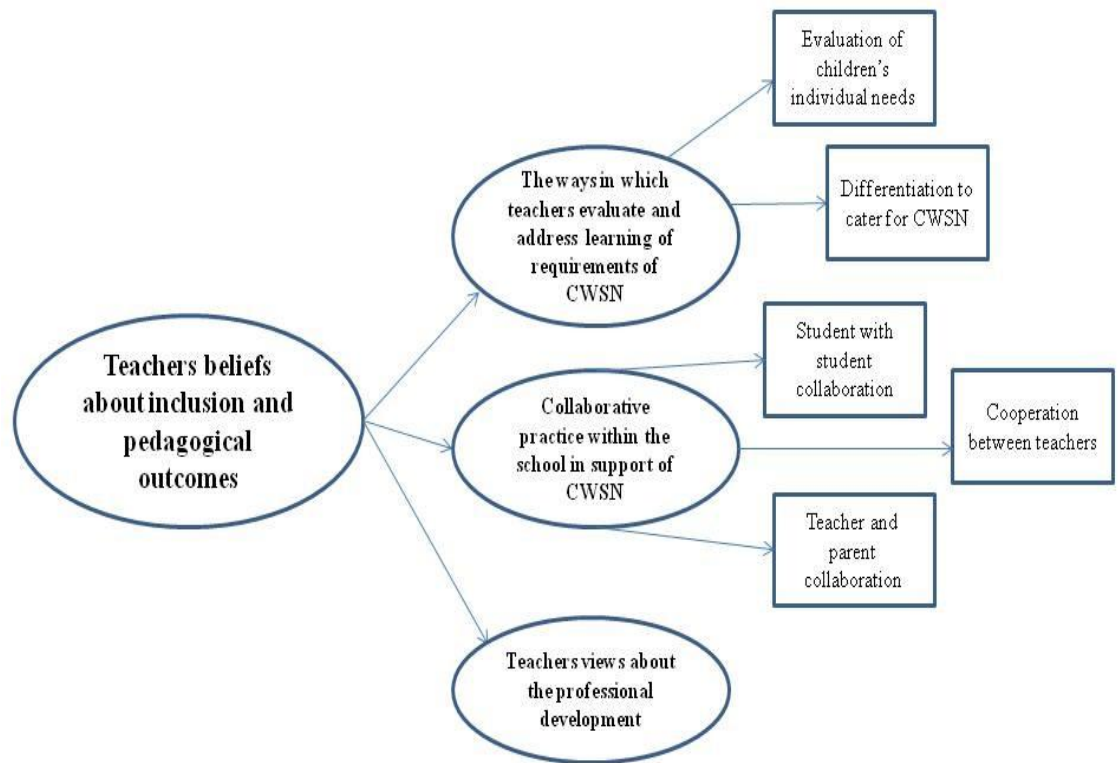 Teachers beliefs
about inclusion and
pedagogical
outcomes
The ways in which
teachers evaluate and
address learning of
requirements of
CWSN
Evaluation of
children's
individual needs
Differentiation to
cater for CWSN
Collaborative
practice within the
school in support of
CWSN
Student with
student
collaboration
Cooperation
between teachers
Teacher and
parent
collaboration
Teachers views about
the professional
development